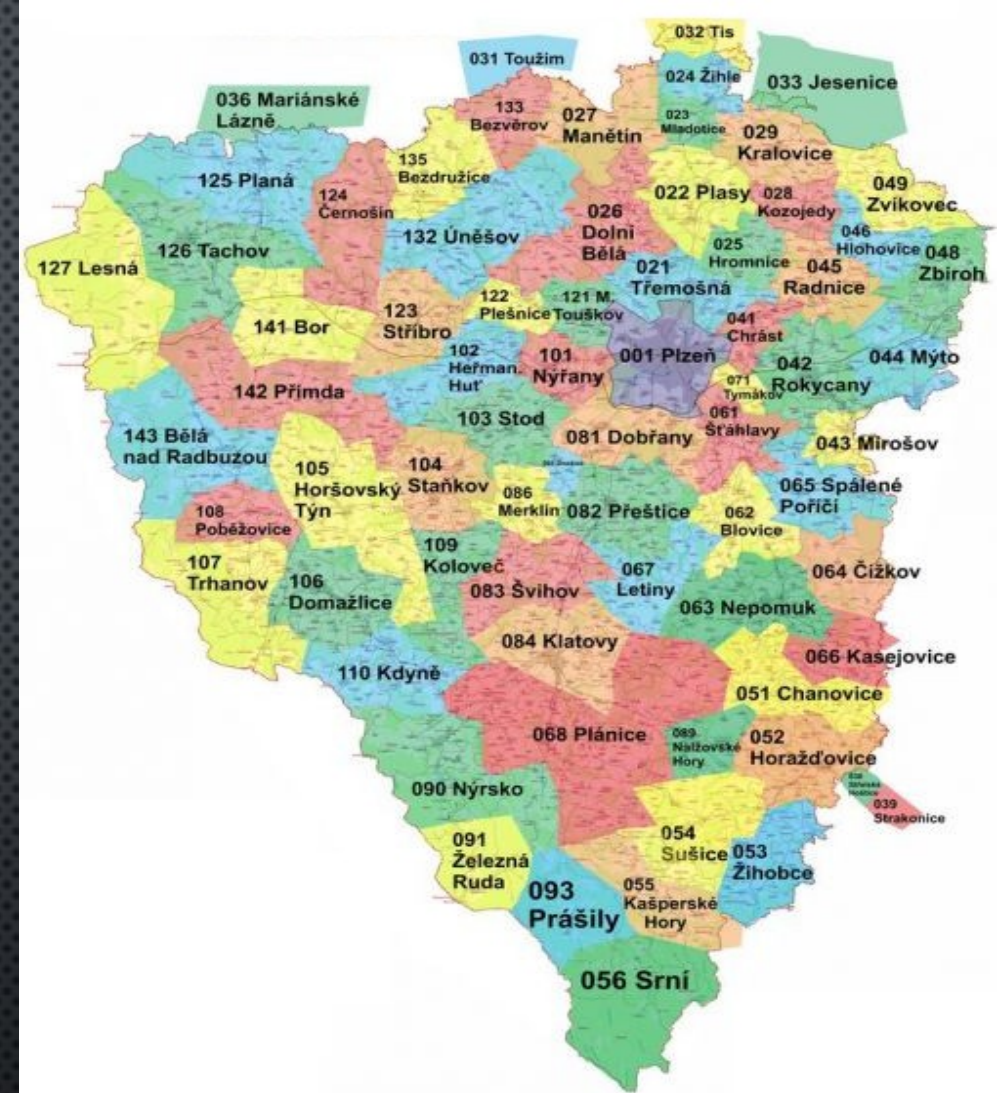 032 Tis
031 Toužim
024 Žihle
033 Jesenice
036 Mariánské
Lázně
133
Bezvěrov
027
Manětín
023
Mladotice
029
Kralovice
135
Bezdružice
125 Planá
124
Černošín
022 Plasy
028
Kozojedy
049
Zvíkovec
026
Dolní
Bělá
132 Úněšov
046
Hlohovice
126 Tachov
025
Hromnice
048
Zbiroh
127 Lesná
021
Třemošná
045
Radnice
122
Plešnice
121 M.
Touškov
123
Stříbro
041
Chrást
141 Bor
102
Heřman.
Huť
101
Nýřany
001 Plzeň
042
Rokycany
044 Mýto
071
Tymákov
142 Přimda
103 Stod
061
Šťáhlavy
081 Dobřany
143 Bělá
nad Radbuzou
043 Mirošov
105
Horšovský
Týn
104
Staňkov
065 Spálené
Poříčí
086
Merklín
082 Přeštice
062
Blovice
108
Poběžovice
109
Koloveč
107
Trhanov
064 Čížkov
067
Letiny
106
Domažlice
083 Švihov
063 Nepomuk
084 Klatovy
066 Kasejovice
110 Kdyně
051 Chanovice
068 Plánice
089
Nalžovské
Hory
052
Horažďovice
090 Nýrsko
039
Strakonice
054
Sušice
053
Žihobce
091
Železná
Ruda
093
Prášily
055
Kašperské
Hory
056 Srní